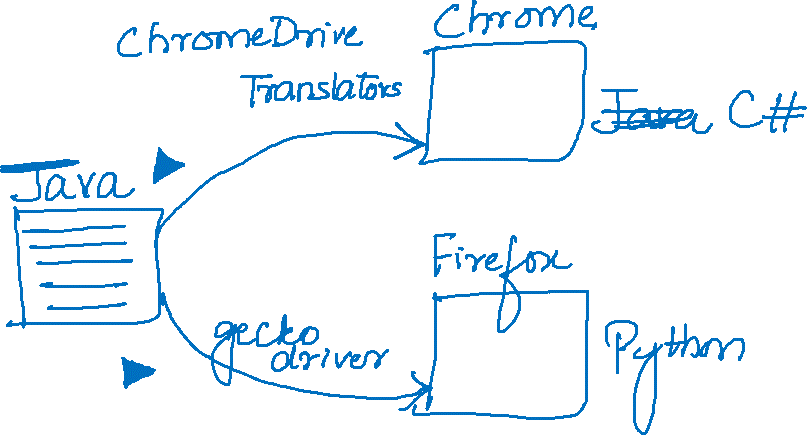 Chrome
ChromeDrive
Translators
Java C#
Java
Firefox
gecko
driver
Python